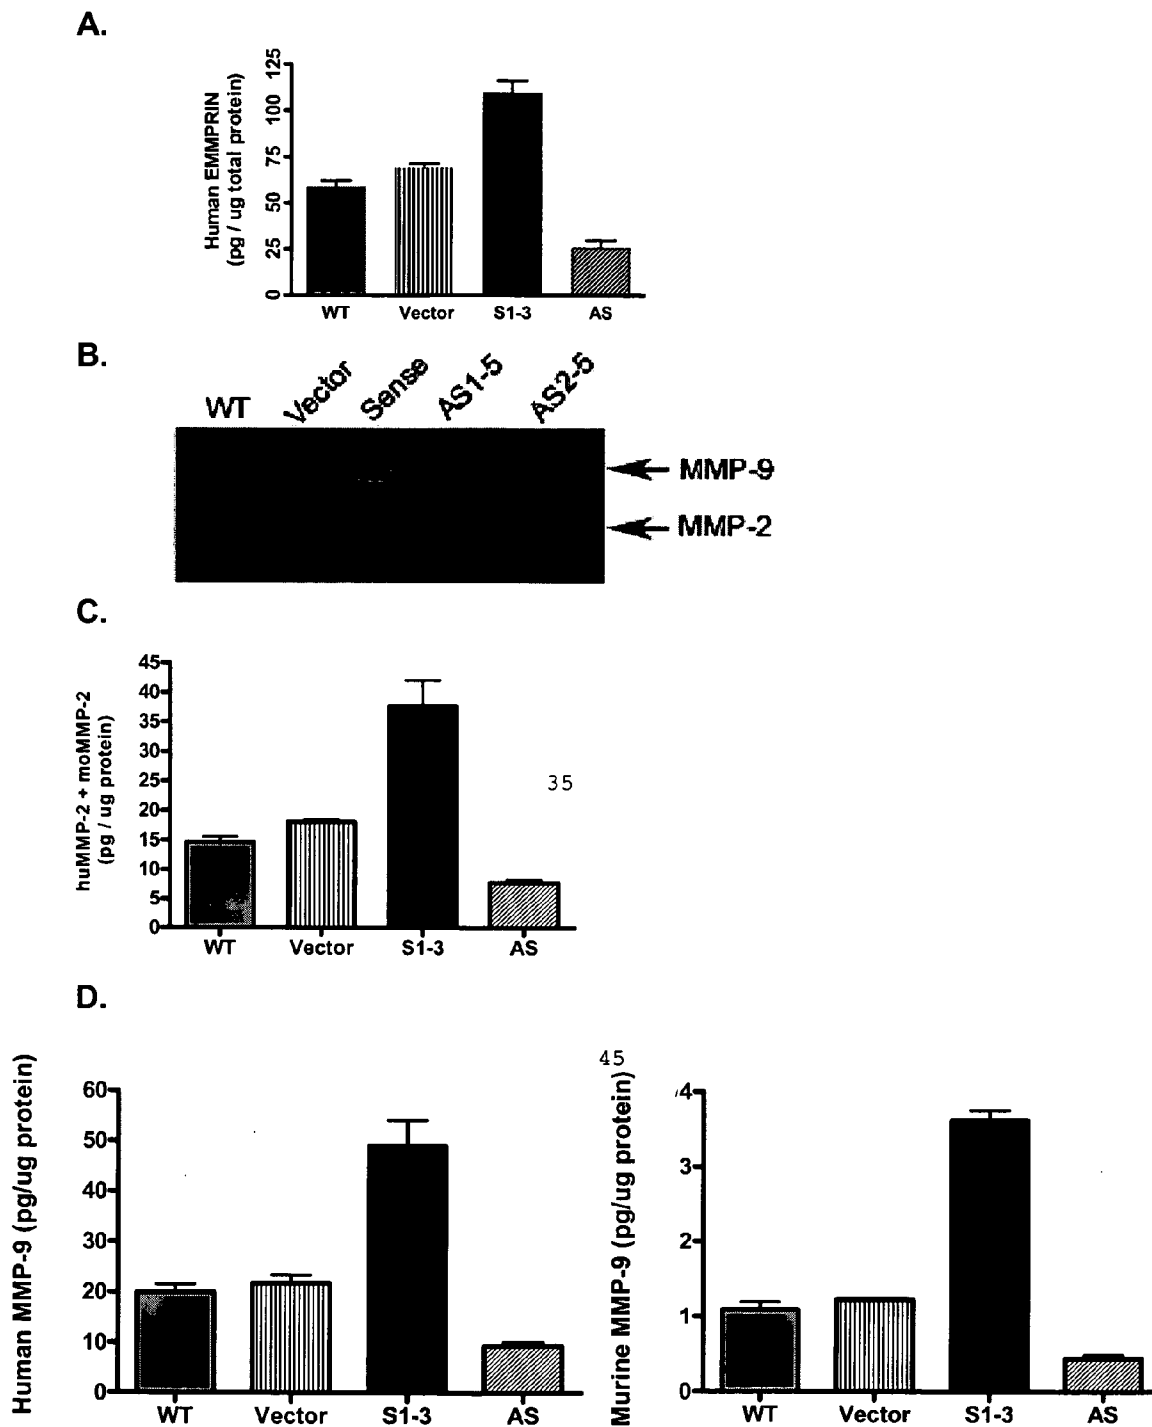 A.
Human EMMPRIN
(pg / ug total protein)
125
100
75
50
25
0
WT Vector S1-3 AS
B.
WT Vector Sense AS1-5 AS2-5
MMP-9
MMP-2
C.
huMMP-2 + moMMP-2
(pg / ug protein)
45
40
35
30
25
20
15
10
5
0
35
WT Vector S1-3 AS
D.
Human MMP-9 (pg/ug protein)
60
50
40
30
20
10
0
WT Vector S1-3 AS
45
Murine MMP-9 (pg/ug protein)
4
3
2
1
0
WT Vector S1-3 AS